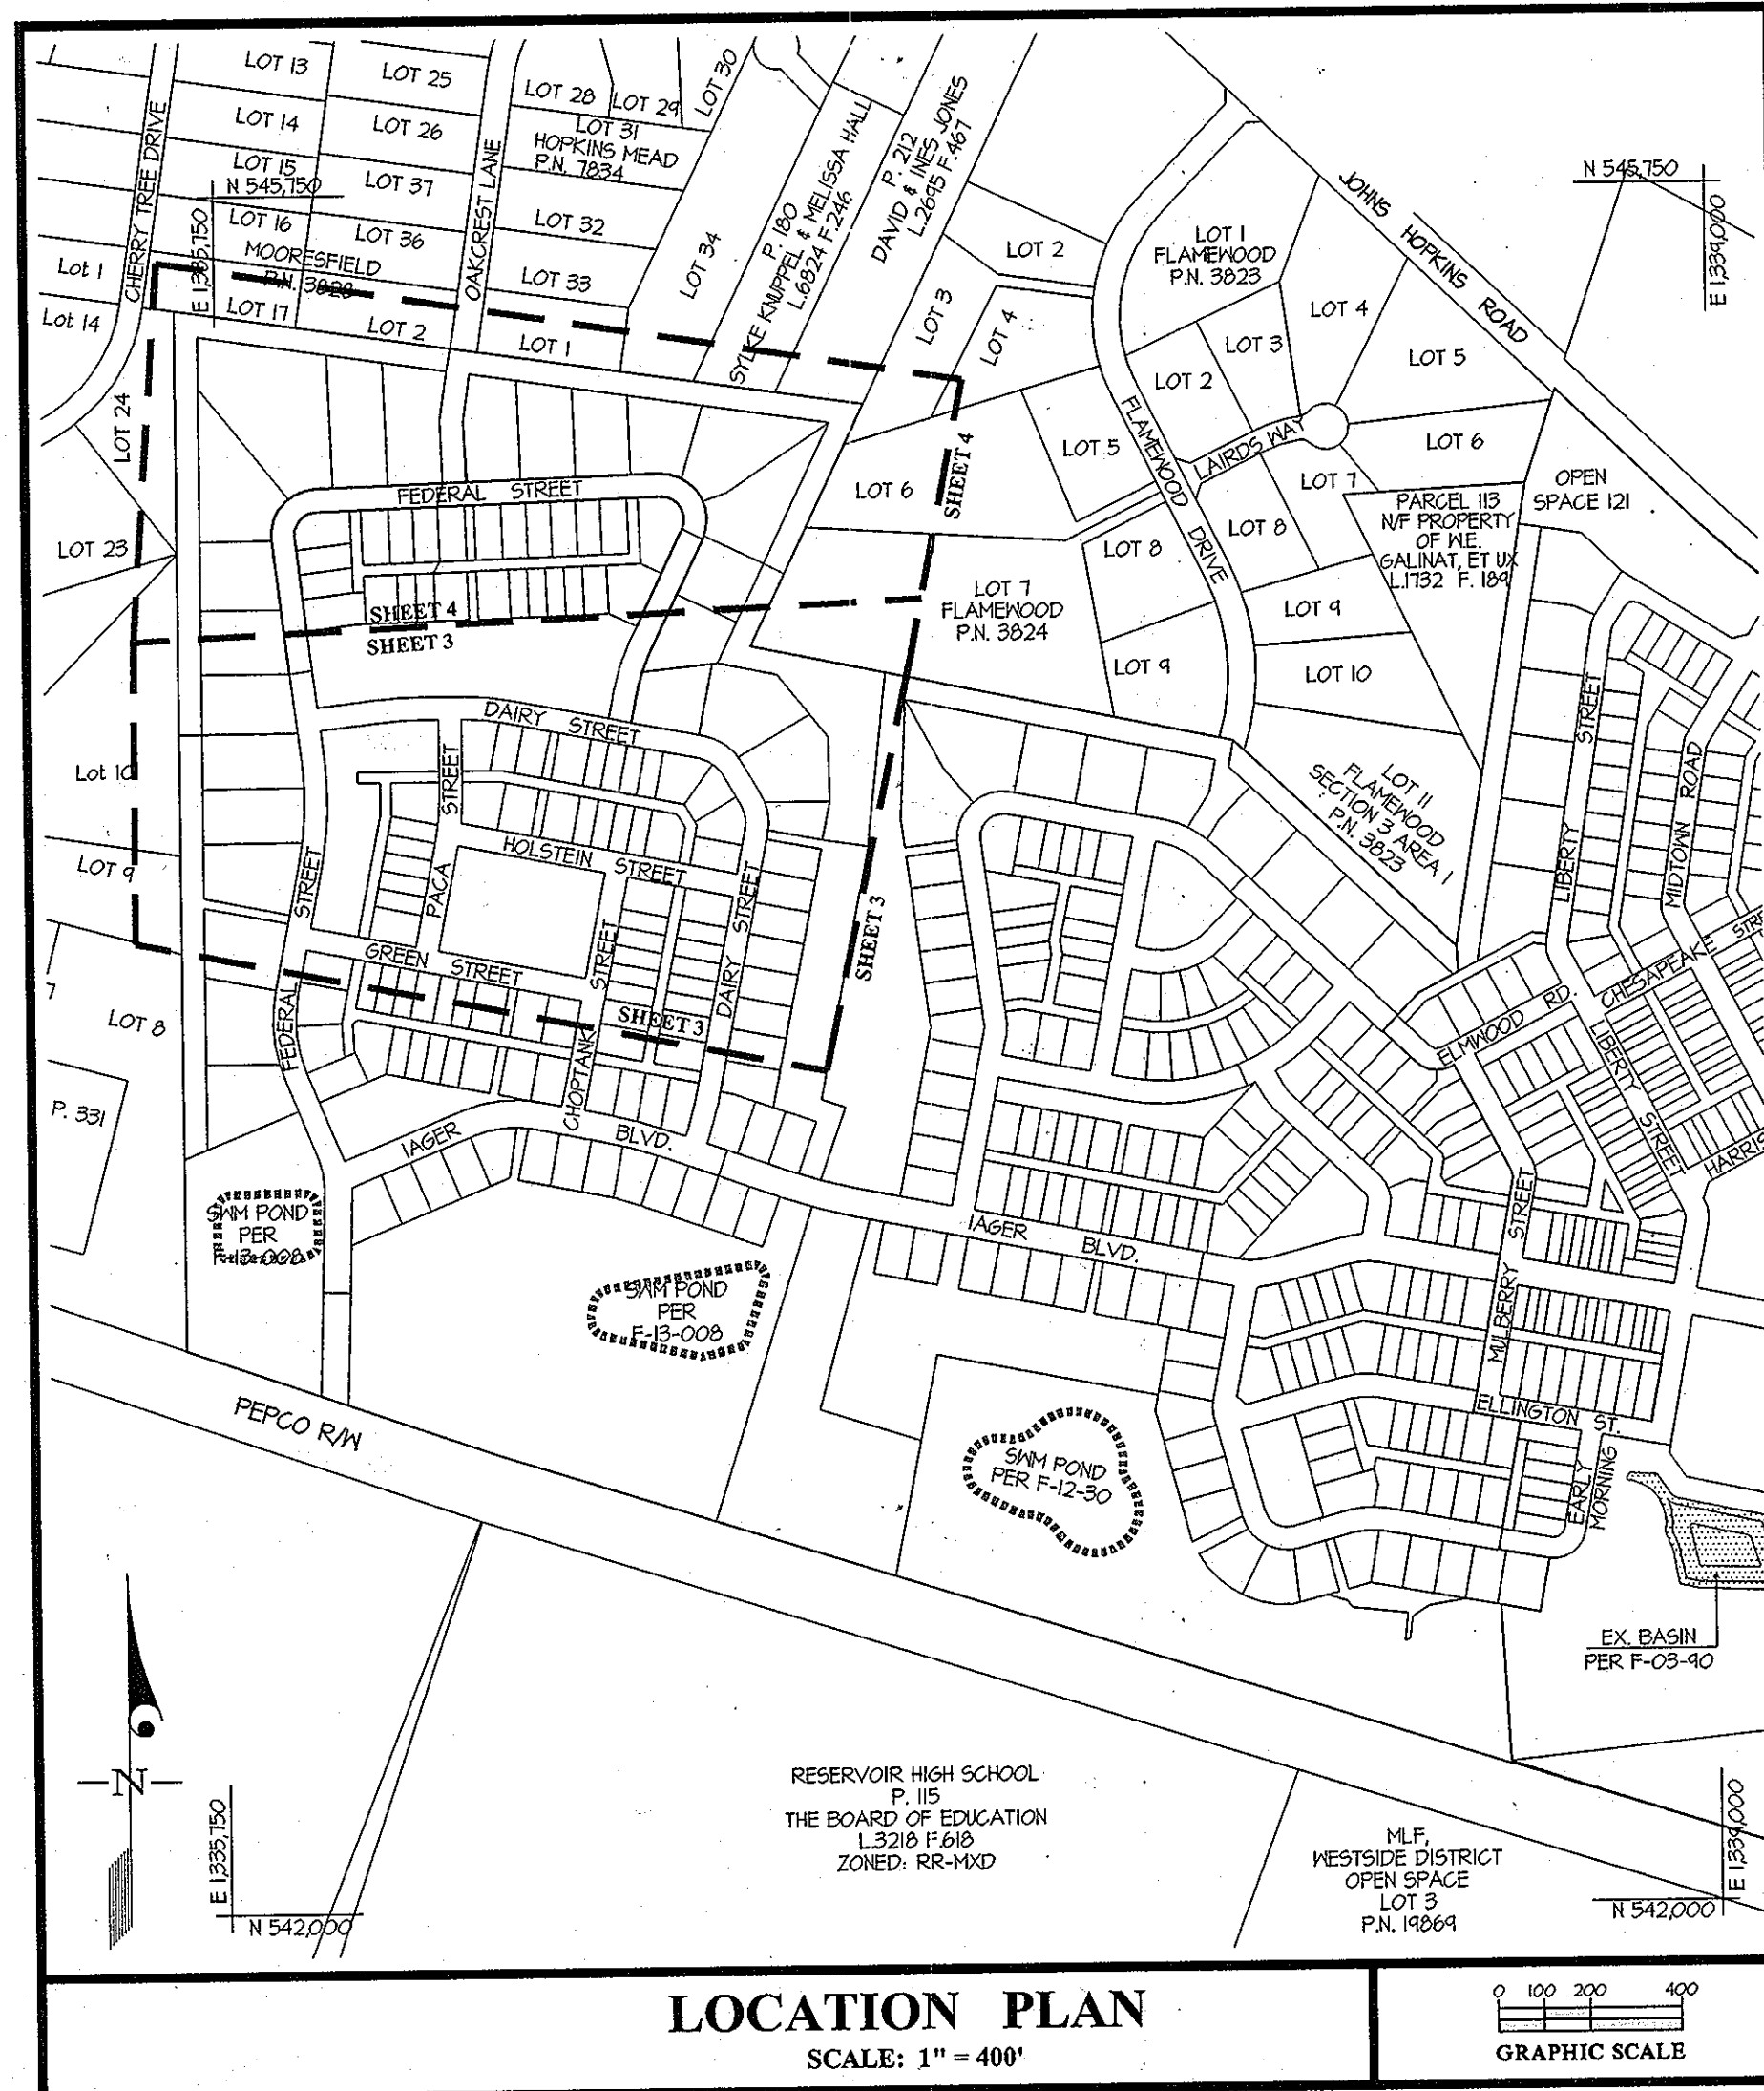 LOT 13
LOT 25
LOT 28
LOT 29
LOT 30
LOT 14
LOT 26
LOT 31
HOPKINS MEAD
P.N. 7834
CHERRY TREE DRIVE
OAKCREST LANE
LOT 15
N 545,750
LOT 37
LOT 16
LOT 36
LOT 32
E 1,335,750
MOORESFIELD
P.N. 3828
LOT 33
LOT 34
P. 180
SYLKE KNUPPEL & MELISSA HALL
L.6824 F.246
P. 212
DAVID & INES JONES
L.2695 F.467
Lot 1
Lot 14
LOT 17
LOT 2
LOT 1
LOT 24
LOT 23
LOT 2
LOT 3
LOT 4
LOT 1
FLAMEWOOD
P.N. 3823
JOHNS HOPKINS ROAD
N 545,750
E 1,339,000
LOT 4
LOT 3
LOT 2
LOT 5
FLAMEWOOD DRIVE
LAIRDS WAY
LOT 5
LOT 6
LOT 6
LOT 7
LOT 8
LOT 8
OPEN
SPACE 121
PARCEL 113
N/F PROPERTY
OF W.E.
GALINAT, ET UX
L.1732 F. 189
SHEET 4
FEDERAL STREET
LOT 7
FLAMEWOOD
P.N. 3824
LOT 9
LOT 9
LOT 10
SHEET 4
SHEET 3
DAIRY STREET
PACA STREET
HOLSTEIN STREET
LOT 11
FLAMEWOOD
SECTION 3 AREA 1
P.N. 3823
LIBERTY STREET
MIDTOWN ROAD
Lot 10
LOT 9
LOT 8
7
P. 331
FEDERAL STREET
GREEN STREET
CHOPTANK STREET
DAIRY STREET
SHEET 3
SHEET 3
IAGER BLVD.
CHESAPEAKE
ELMWOOD RD.
LIBERTY STREET
MULBERRY STREET
IAGER BLVD.
SWM POND
PER
F-13-008
SWM POND
PER
F-13-008
SWM POND
PER F-12-30
ELLINGTON ST.
EARLY
MORNING
PEPCO R/W
EX. BASIN
PER F-03-90
RESERVOIR HIGH SCHOOL
P. 115
THE BOARD OF EDUCATION
L.3218 F.618
ZONED: RR-MXD
MLF,
WESTSIDE DISTRICT
OPEN SPACE
LOT 3
P.N. 19869
N
E 1,335,750
N 542,000
E 1,339,000
N 542,000
LOCATION PLAN
SCALE: 1" = 400'
0 100 200 400
GRAPHIC SCALE